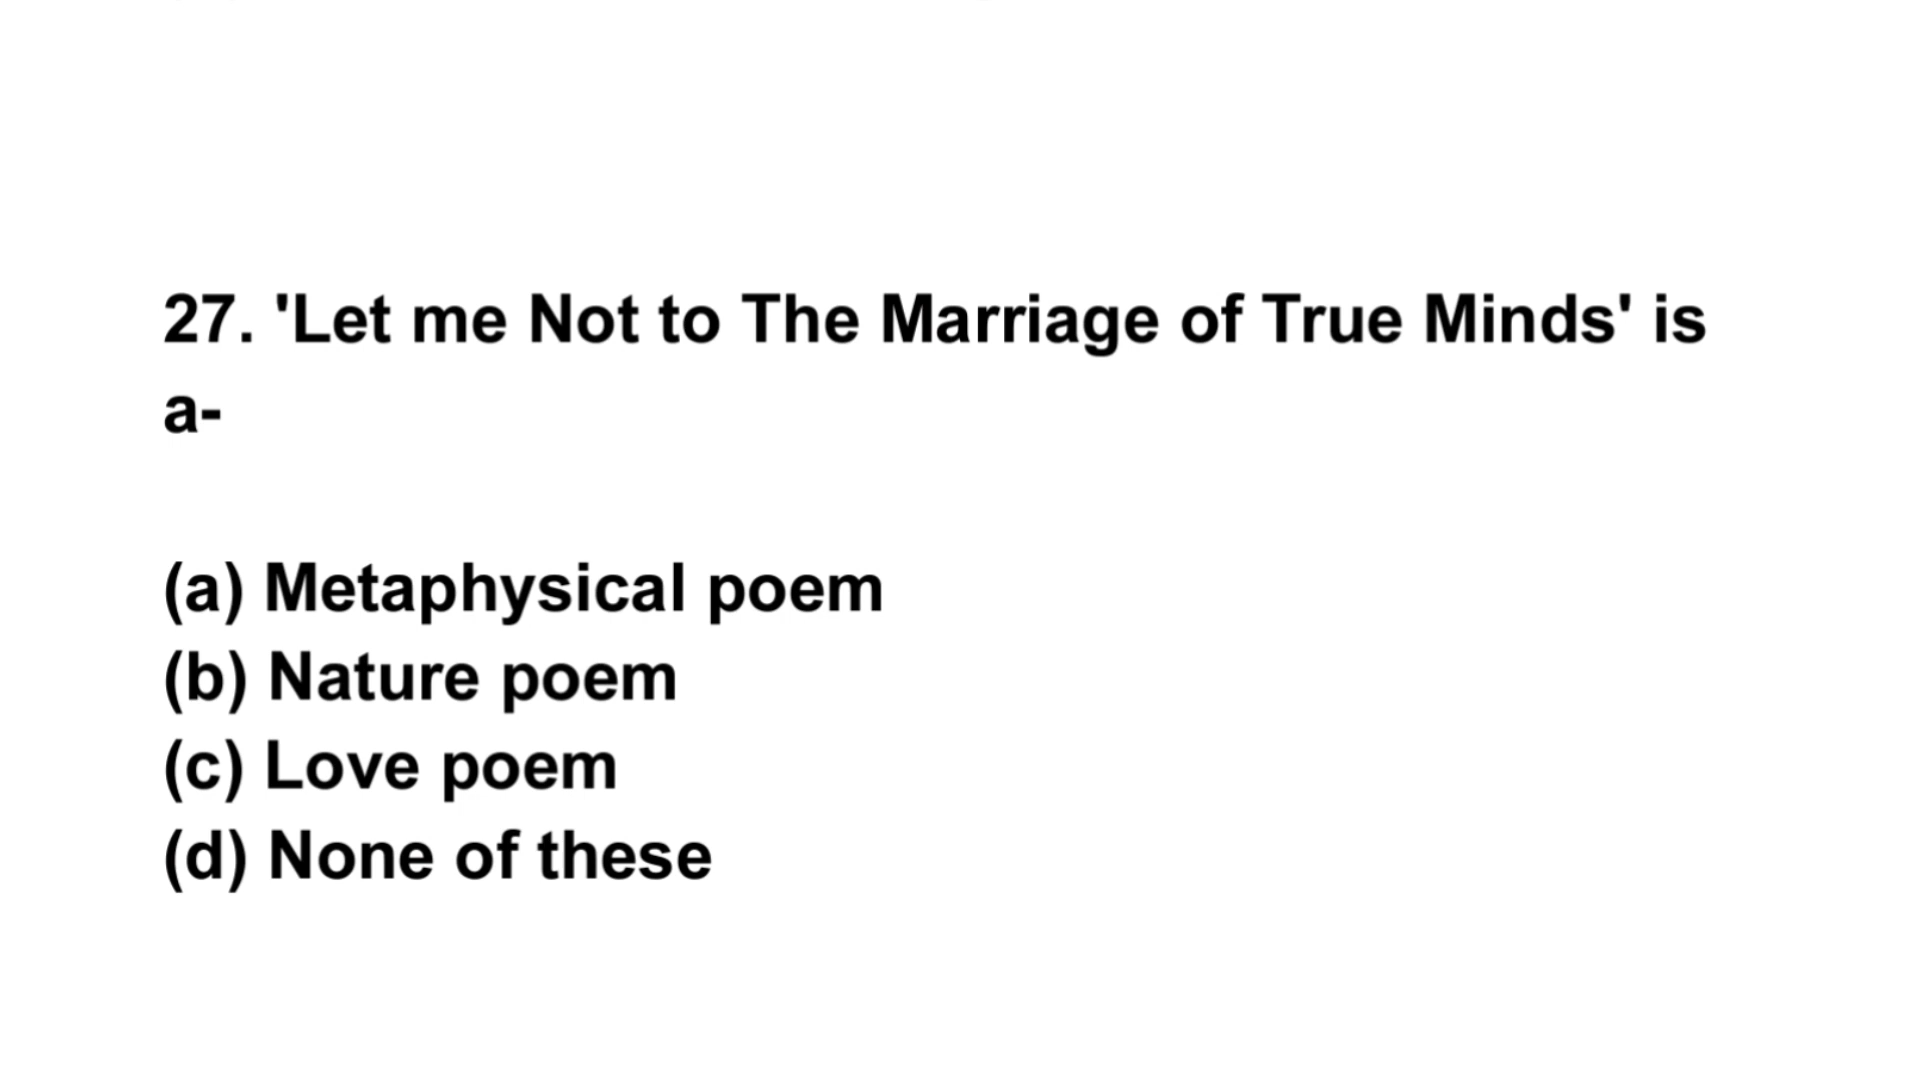 27. 'Let me Not to The Marriage of True Minds' is
a-
(a) Metaphysical poem
(b) Nature poem
(c) Love poem
(d) None of these